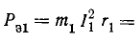 Pэ1 = m1 I1² r1 =